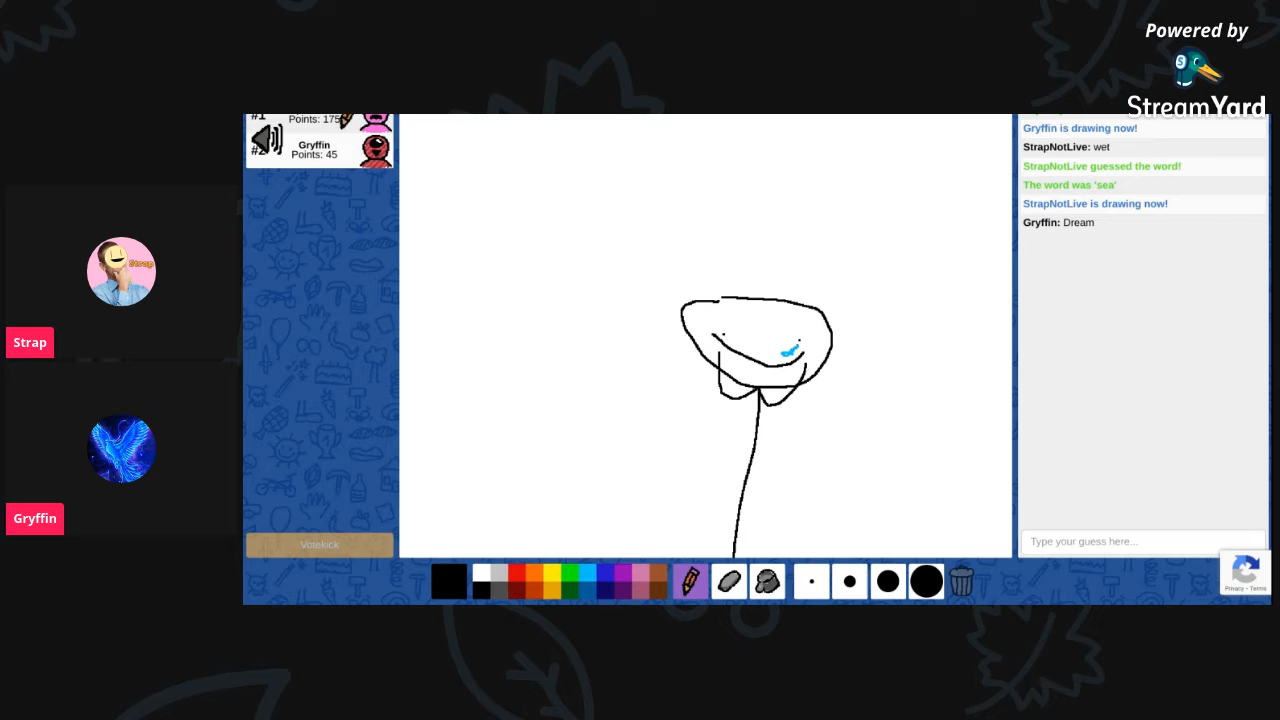 Powered by
StreamYard
#1
Points: 175
#2
Gryffin
Points: 45
Gryffin is drawing now!
StrapNotLive: wet
StrapNotLive guessed the word!
The word was 'sea'
StrapNotLive is drawing now!
Gryffin: Dream
Strap
Strap
Gryffin
Votekick
Type your guess here...
Privacy - Terms